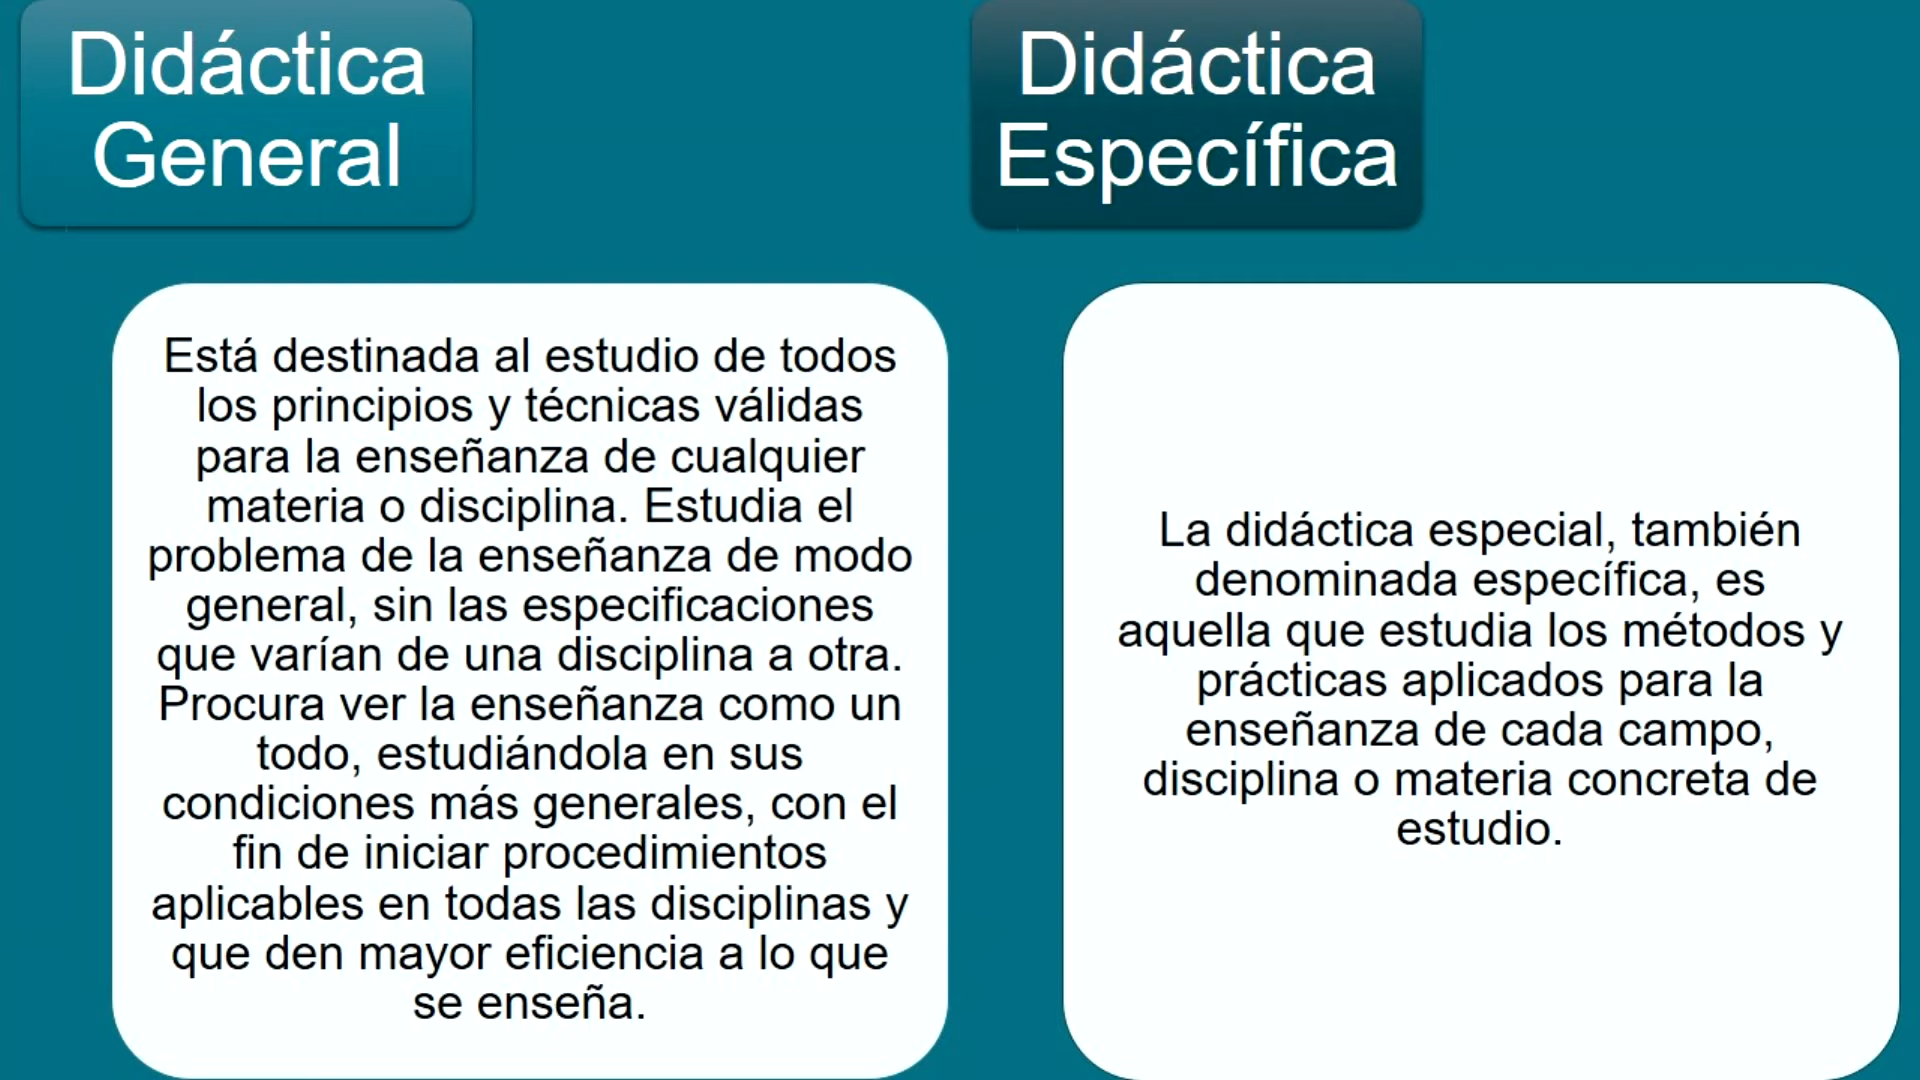 Didáctica
General
Está destinada al estudio de todos
los principios y técnicas válidas
para la enseñanza de cualquier
materia o disciplina. Estudia el
problema de la enseñanza de modo
general, sin las especificaciones
que varían de una disciplina a otra.
Procura ver la enseñanza como un
todo, estudiándola en sus
condiciones más generales, con el
fin de iniciar procedimientos
aplicables en todas las disciplinas y
que den mayor eficiencia a lo que
se enseña.
Didáctica
Específica
La didáctica especial, también
denominada específica, es
aquella que estudia los métodos y
prácticas aplicados para la
enseñanza de cada campo,
disciplina o materia concreta de
estudio.